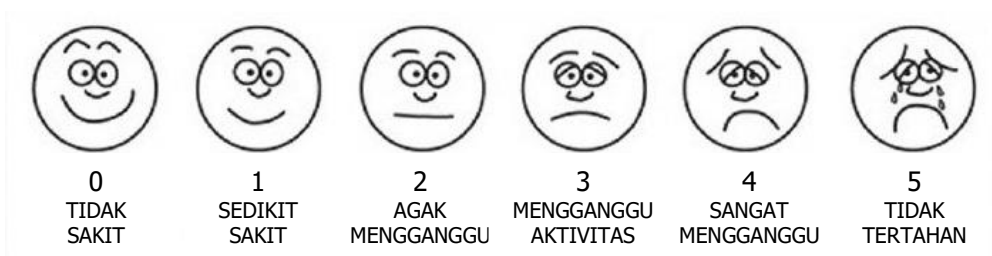 0 1 2 3 4 5
TIDAK SEDIKIT AGAK MENGGANGGU SANGAT TIDAK
SAKIT SAKIT MENGGANGGU AKTIVITAS MENGGANGGU TERTAHAN